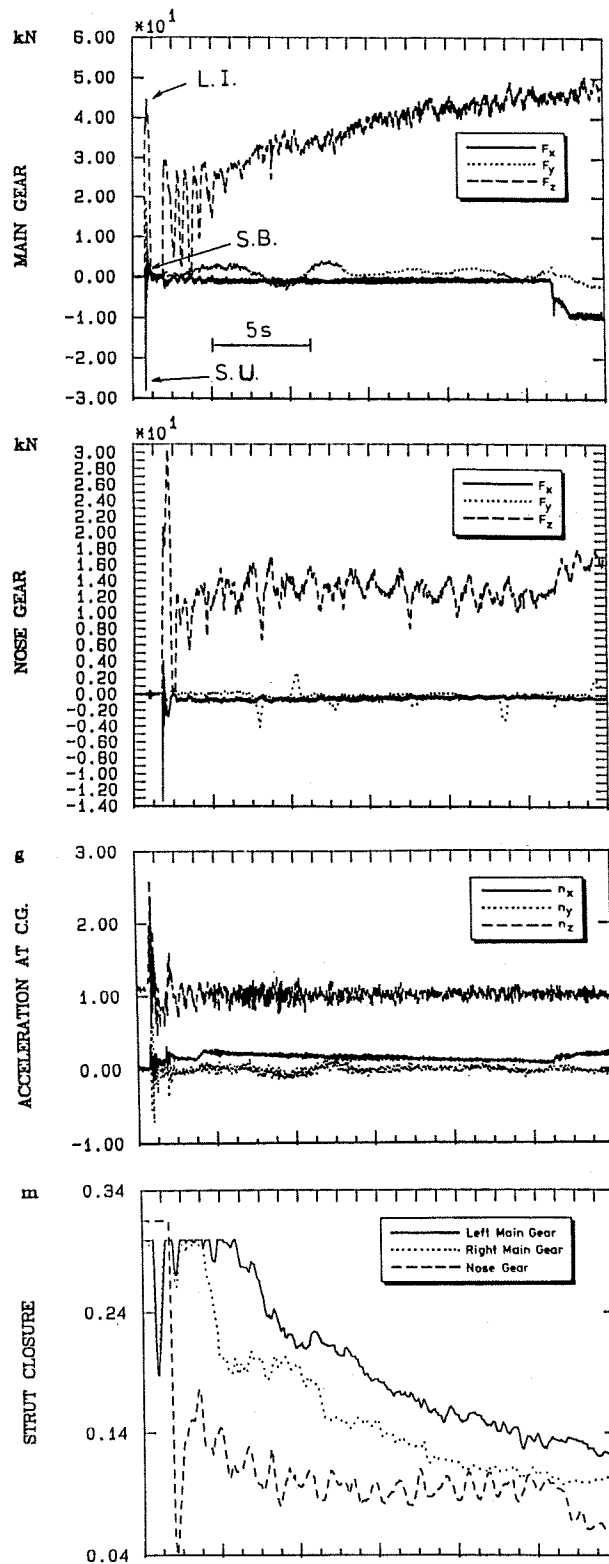 kN
*10¹
6.00
5.00
4.00
3.00
2.00
1.00
0.00
-1.00
-2.00
-3.00
MAIN GEAR
L.I.
S.B.
S.U.
5s
Fx
Fy
Fz
kN
*10¹
3.00
2.80
2.60
2.40
2.20
2.00
1.80
1.60
1.40
1.20
1.00
0.80
0.60
0.40
0.20
0.00
-0.20
-0.40
-0.60
-0.80
-1.00
-1.20
-1.40
NOSE GEAR
Fx
Fy
Fz
g
3.00
2.00
1.00
0.00
-1.00
ACCELERATION AT C.G.
nx
ny
nz
m
0.34
0.24
0.14
0.04
STRUT CLOSURE
Left Main Gear
Right Main Gear
Nose Gear